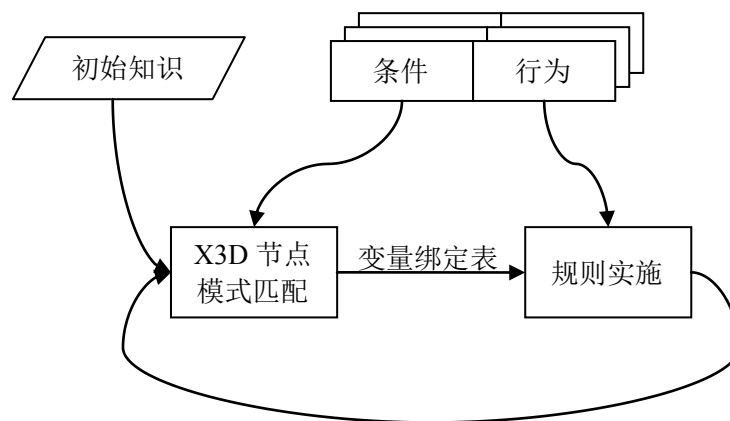 初始知识
条件
行为
X3D 节点
模式匹配
变量绑定表
规则实施